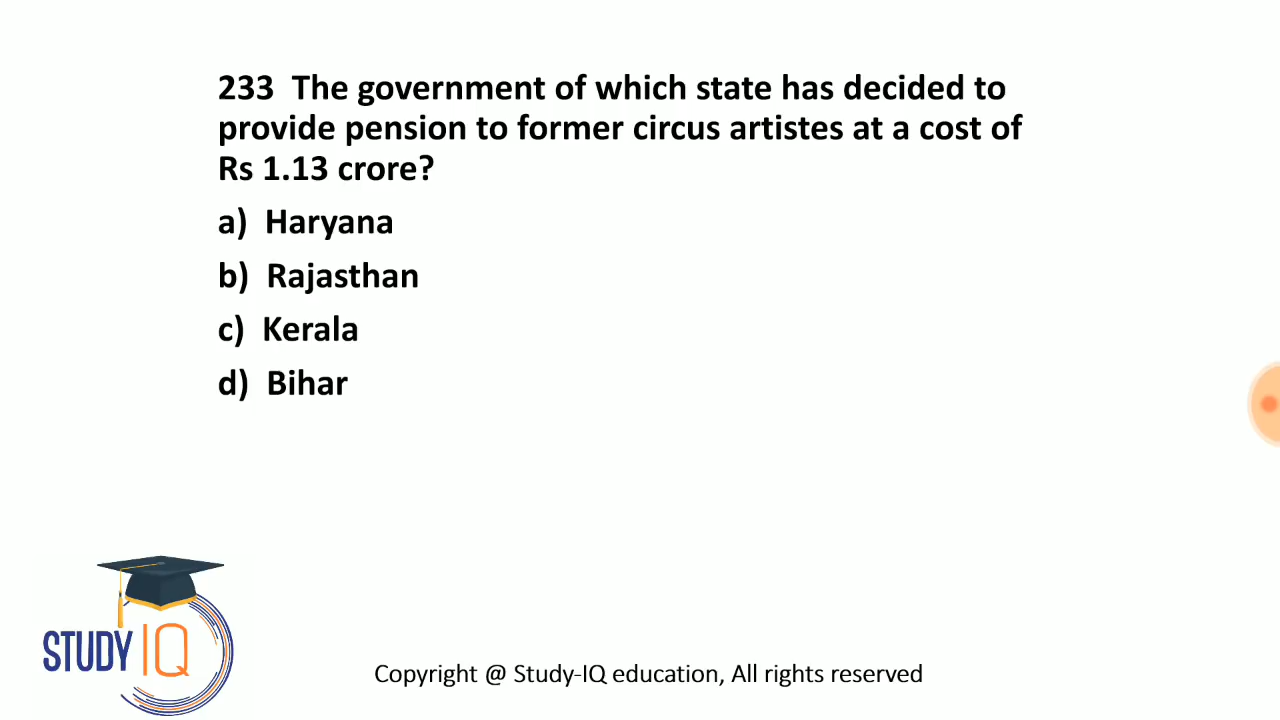 233  The government of which state has decided to
provide pension to former circus artistes at a cost of
Rs 1.13 crore?
a)  Haryana
b)  Rajasthan
c)  Kerala
d)  Bihar
STUDY IQ
Copyright @ Study-IQ education, All rights reserved